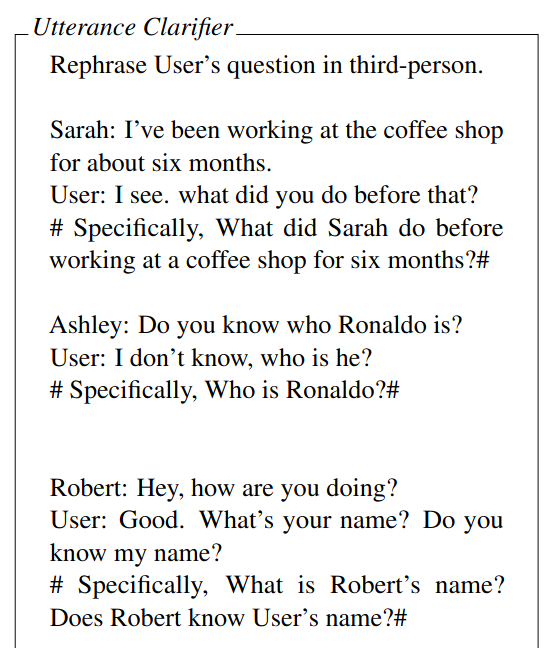 Utterance Clarifier
Rephrase User’s question in third-person.
Sarah: I’ve been working at the coffee shop
for about six months.
User: I see. what did you do before that?
# Specifically, What did Sarah do before
working at a coffee shop for six months?#
Ashley: Do you know who Ronaldo is?
User: I don’t know, who is he?
# Specifically, Who is Ronaldo?#
Robert: Hey, how are you doing?
User: Good. What’s your name? Do you
know my name?
# Specifically, What is Robert’s name?
Does Robert know User’s name?#